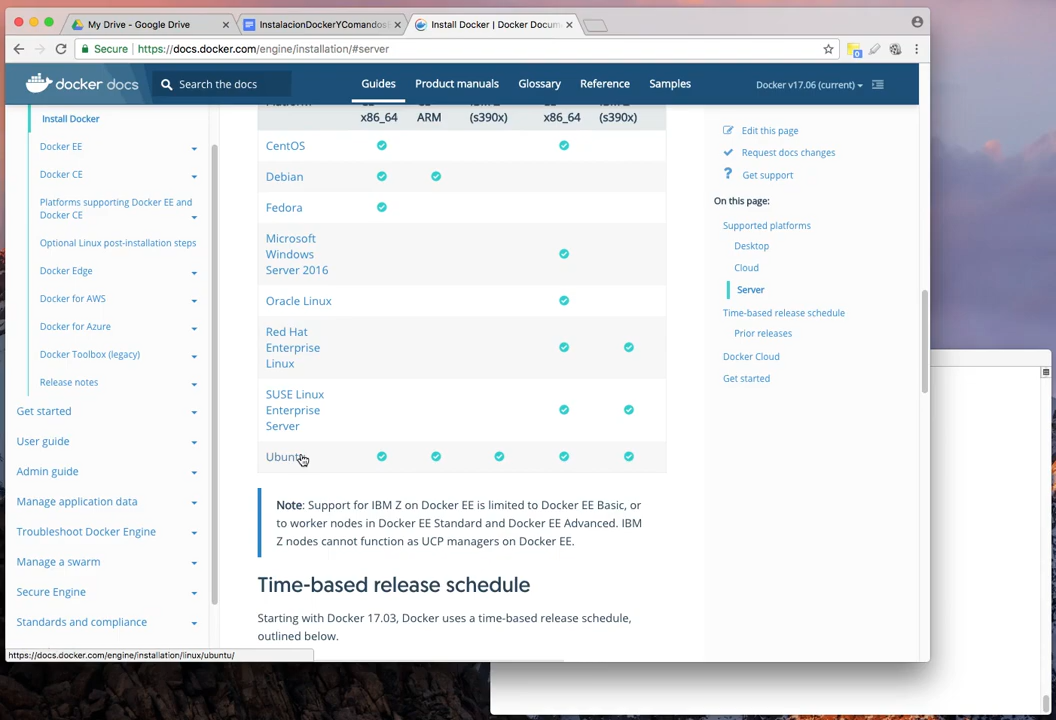 My Drive - Google Drive
InstalacionDockerYComandos
Install Docker | Docker Docum
Secure
https://docs.docker.com/engine/installation/#server
docker docs
Search the docs
Guides
Product manuals
Glossary
Reference
Samples
Docker v17.06 (current)
Install Docker
Docker EE
Docker CE
Platforms supporting Docker EE and
Docker CE
Optional Linux post-installation steps
Docker Edge
Docker for AWS
Docker for Azure
Docker Toolbox (legacy)
Release notes
Get started
User guide
Admin guide
Manage application data
Troubleshoot Docker Engine
Manage a swarm
Secure Engine
Standards and compliance
x86_64
ARM
(s390x)
x86_64
(s390x)
CentOS
Debian
Fedora
Microsoft
Windows
Server 2016
Oracle Linux
Red Hat
Enterprise
Linux
SUSE Linux
Enterprise
Server
Ubuntu
Note: Support for IBM Z on Docker EE is limited to Docker EE Basic, or
to worker nodes in Docker EE Standard and Docker EE Advanced. IBM
Z nodes cannot function as UCP managers on Docker EE.
Time-based release schedule
Starting with Docker 17.03, Docker uses a time-based release schedule,
outlined below.
Edit this page
Request docs changes
Get support
On this page:
Supported platforms
Desktop
Cloud
Server
Time-based release schedule
Prior releases
Docker Cloud
Get started
https://docs.docker.com/engine/installation/linux/ubuntu/